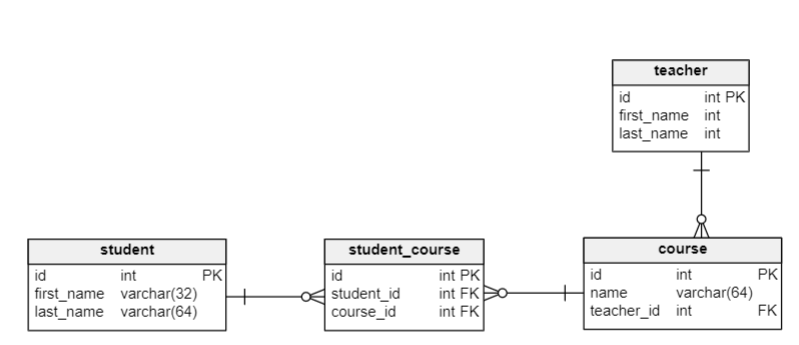 teacher
id int PK
first_name int
last_name int
student
id int PK
first_name varchar(32)
last_name varchar(64)
student_course
id int PK
student_id int FK
course_id int FK
course
id int PK
name varchar(64)
teacher_id int FK